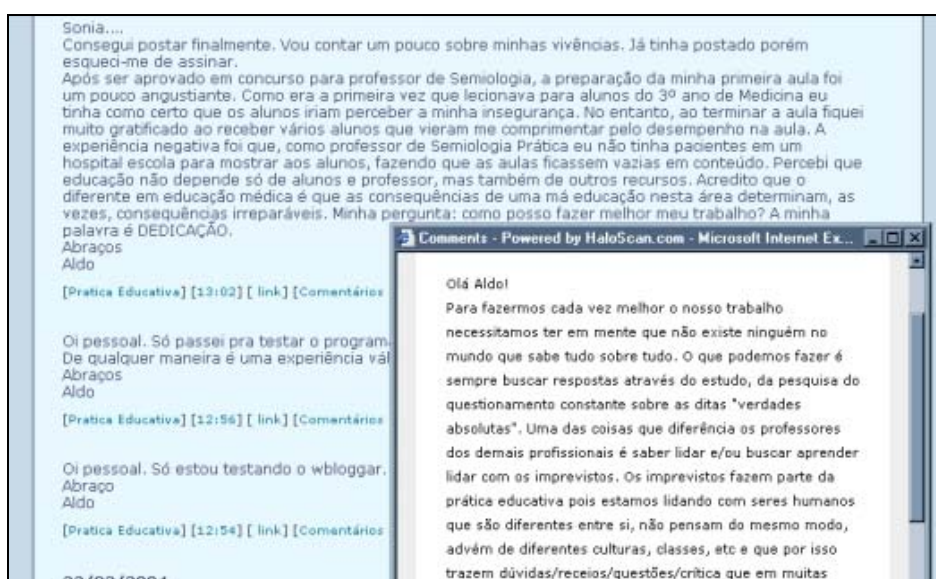 Sonia....
Consegui postar finalmente. Vou contar um pouco sobre minhas vivências. Já tinha postado porém
esqueci-me de assinar.
Após ser aprovado em concurso para professor de Semiologia, a preparação da minha primeira aula foi
um pouco angustiante. Como era a primeira vez que lecionava para alunos do 3º ano de Medicina eu
tinha como certo que os alunos iriam perceber a minha insegurança. No entanto, ao terminar a aula fiquei
muito gratificado ao receber vários alunos que vieram me comprimentar pelo desempenho na aula. A
experiência negativa foi que, como professor de Semiologia Prática eu não tinha pacientes em um
hospital escola para mostrar aos alunos, fazendo que as aulas ficassem vazias em conteúdo. Percebi que
educação não depende só de alunos e professor, mas também de outros recursos. Acredito que o
diferente em educação médica é que as consequências de uma má educação nesta área determinam, as
vezes, consequências irreparáveis. Minha pergunta: como posso fazer melhor meu trabalho? A minha
palavra é DEDICAÇÃO.
Abraços
Aldo
[Pratica Educativa] [13:02] [ link] [Comentários
Oi pessoal. Só passei pra testar o program
De qualquer maneira é uma experiência vál
Abraços
Aldo
[Pratica Educativa] [12:56] [ link] [Comentários
Oi pessoal. Só estou testando o wbloggar.
Abraço
Aldo
[Pratica Educativa] [12:54] [ link] [Comentários
Comments - Powered by HaloScan.com - Microsoft Internet Ex...
Olá Aldo!
Para fazermos cada vez melhor o nosso trabalho
necessitamos ter em mente que não existe ninguém no
mundo que sabe tudo sobre tudo. O que podemos fazer é
sempre buscar respostas através do estudo, da pesquisa do
questionamento constante sobre as ditas "verdades
absolutas". Uma das coisas que diferência os professores
dos demais profissionais é saber lidar e/ou buscar aprender
lidar com os imprevistos. Os imprevistos fazem parte da
prática educativa pois estamos lidando com seres humanos
que são diferentes entre si, não pensam do mesmo modo,
advém de diferentes culturas, classes, etc e que por isso
trazem dúvidas/receios/questões/crítica que em muitas